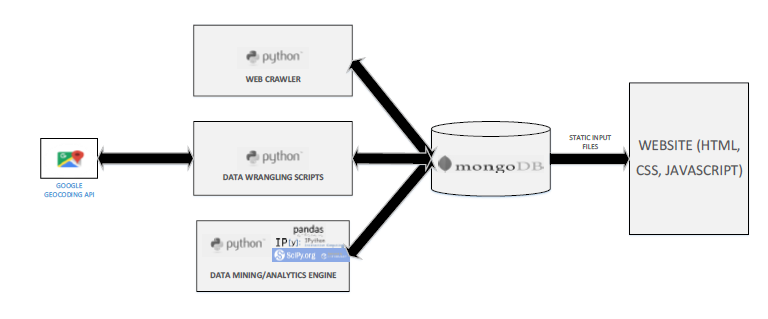 python
WEB CRAWLER
GOOGLE
GEOCODING API
python
DATA WRANGLING SCRIPTS
python
pandas
IP[y]:
IPython
SciPy.org
DATA MINING/ANALYTICS ENGINE
mongoDB
STATIC INPUT
FILES
WEBSITE (HTML,
CSS, JAVASCRIPT)